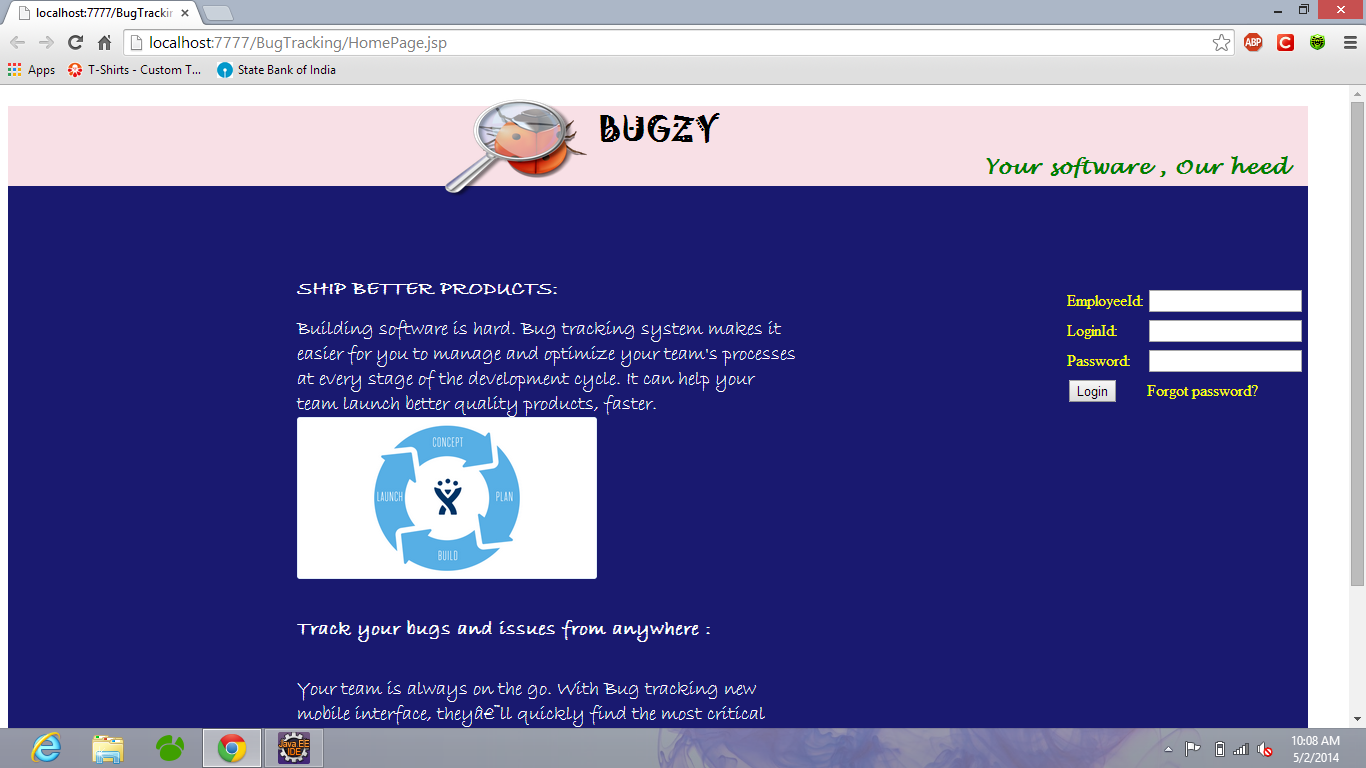 localhost:7777/BugTrackin
localhost:7777/BugTracking/HomePage.jsp
ABP
C
Apps
T-Shirts - Custom T...
State Bank of India
BUGZY
Your software , Our heed
SHIP BETTER PRODUCTS:
Building software is hard. Bug tracking system makes it
easier for you to manage and optimize your team's processes
at every stage of the development cycle. It can help your
team launch better quality products, faster.
EmployeeId:
LoginId:
Password:
Login Forgot password?
CONCEPT
LAUNCH
PLAN
BUILD
Track your bugs and issues from anywhere :
Your team is always on the go. With Bug tracking new
mobile interface, theyâ€˜ll quickly find the most critical
Java EE
IDE
10:08 AM
5/2/2014